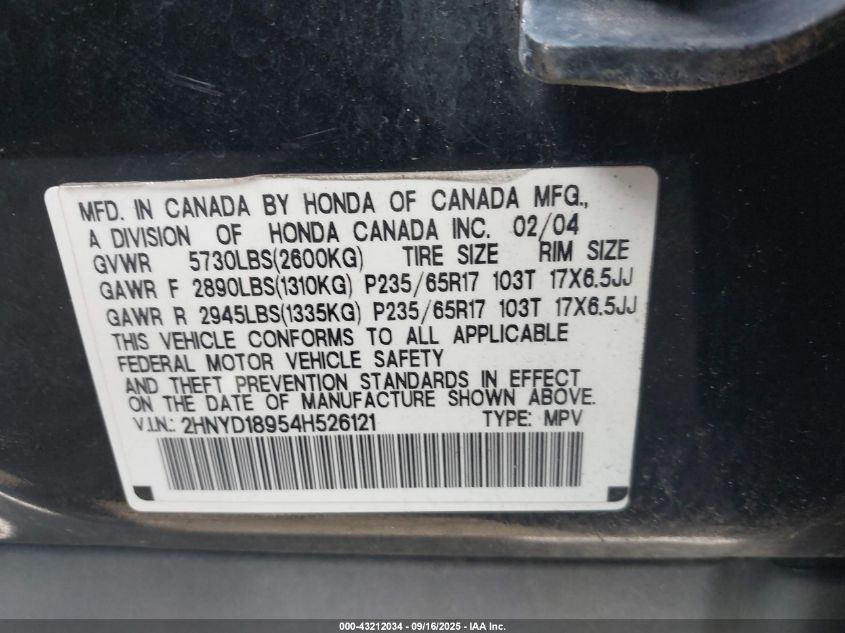 MFD. IN CANADA BY HONDA OF CANADA MFG.,
A DIVISION OF HONDA CANADA INC. 02/04
GVWR 5730LBS(2600KG) TIRE SIZE RIM SIZE
GAWR F 2890LBS(1310KG) P235/65R17 103T 17X6.5JJ
GAWR R 2945LBS(1335KG) P235/65R17 103T 17X6.5JJ
THIS VEHICLE CONFORMS TO ALL APPLICABLE
FEDERAL MOTOR VEHICLE SAFETY
AND THEFT PREVENTION STANDARDS IN EFFECT
ON THE DATE OF MANUFACTURE SHOWN ABOVE.
V.I.N.: 2HNYD18954H526121 TYPE: MPV
000-43212034 - 09/16/2025 - IAA Inc.